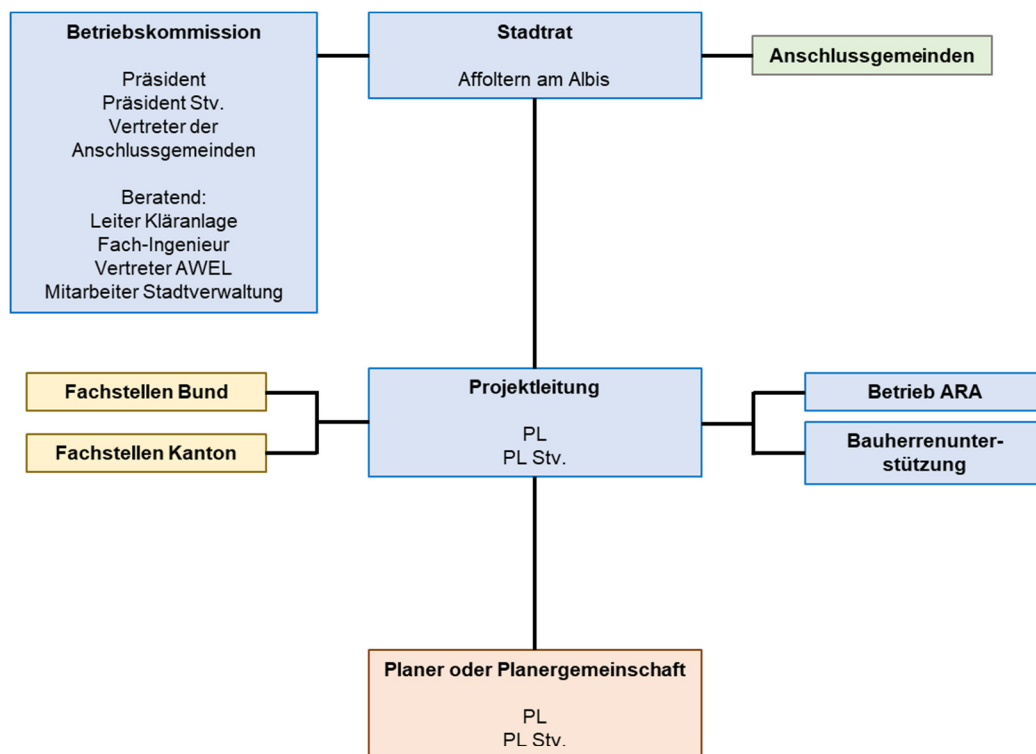 Betriebskommission
Präsident
Präsident Stv.
Vertreter der
Anschlussgemeinden
Beratend:
Leiter Kläranlage
Fach-Ingenieur
Vertreter AWEL
Mitarbeiter Stadtverwaltung
Stadtrat
Affoltern am Albis
Anschlussgemeinden
Fachstellen Bund
Fachstellen Kanton
Projektleitung
PL
PL Stv.
Betrieb ARA
Bauherrenunter-
stützung
Planer oder Planergemeinschaft
PL
PL Stv.